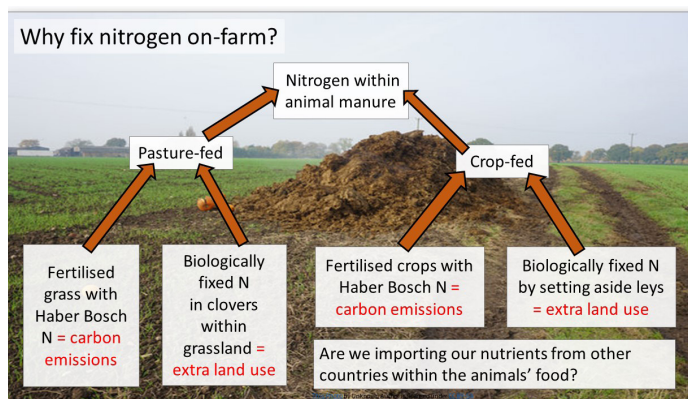 Why fix nitrogen on-farm?
Nitrogen within
animal manure
Pasture-fed
Crop-fed
Fertilised
grass with
Haber Bosch
N = carbon
emissions
Biologically
fixed N
in clovers
within
grassland =
extra land use
Fertilised crops with
Haber Bosch N =
carbon emissions
Biologically fixed N
by setting aside leys
= extra land use
Are we importing our nutrients from other
countries within the animals' food?